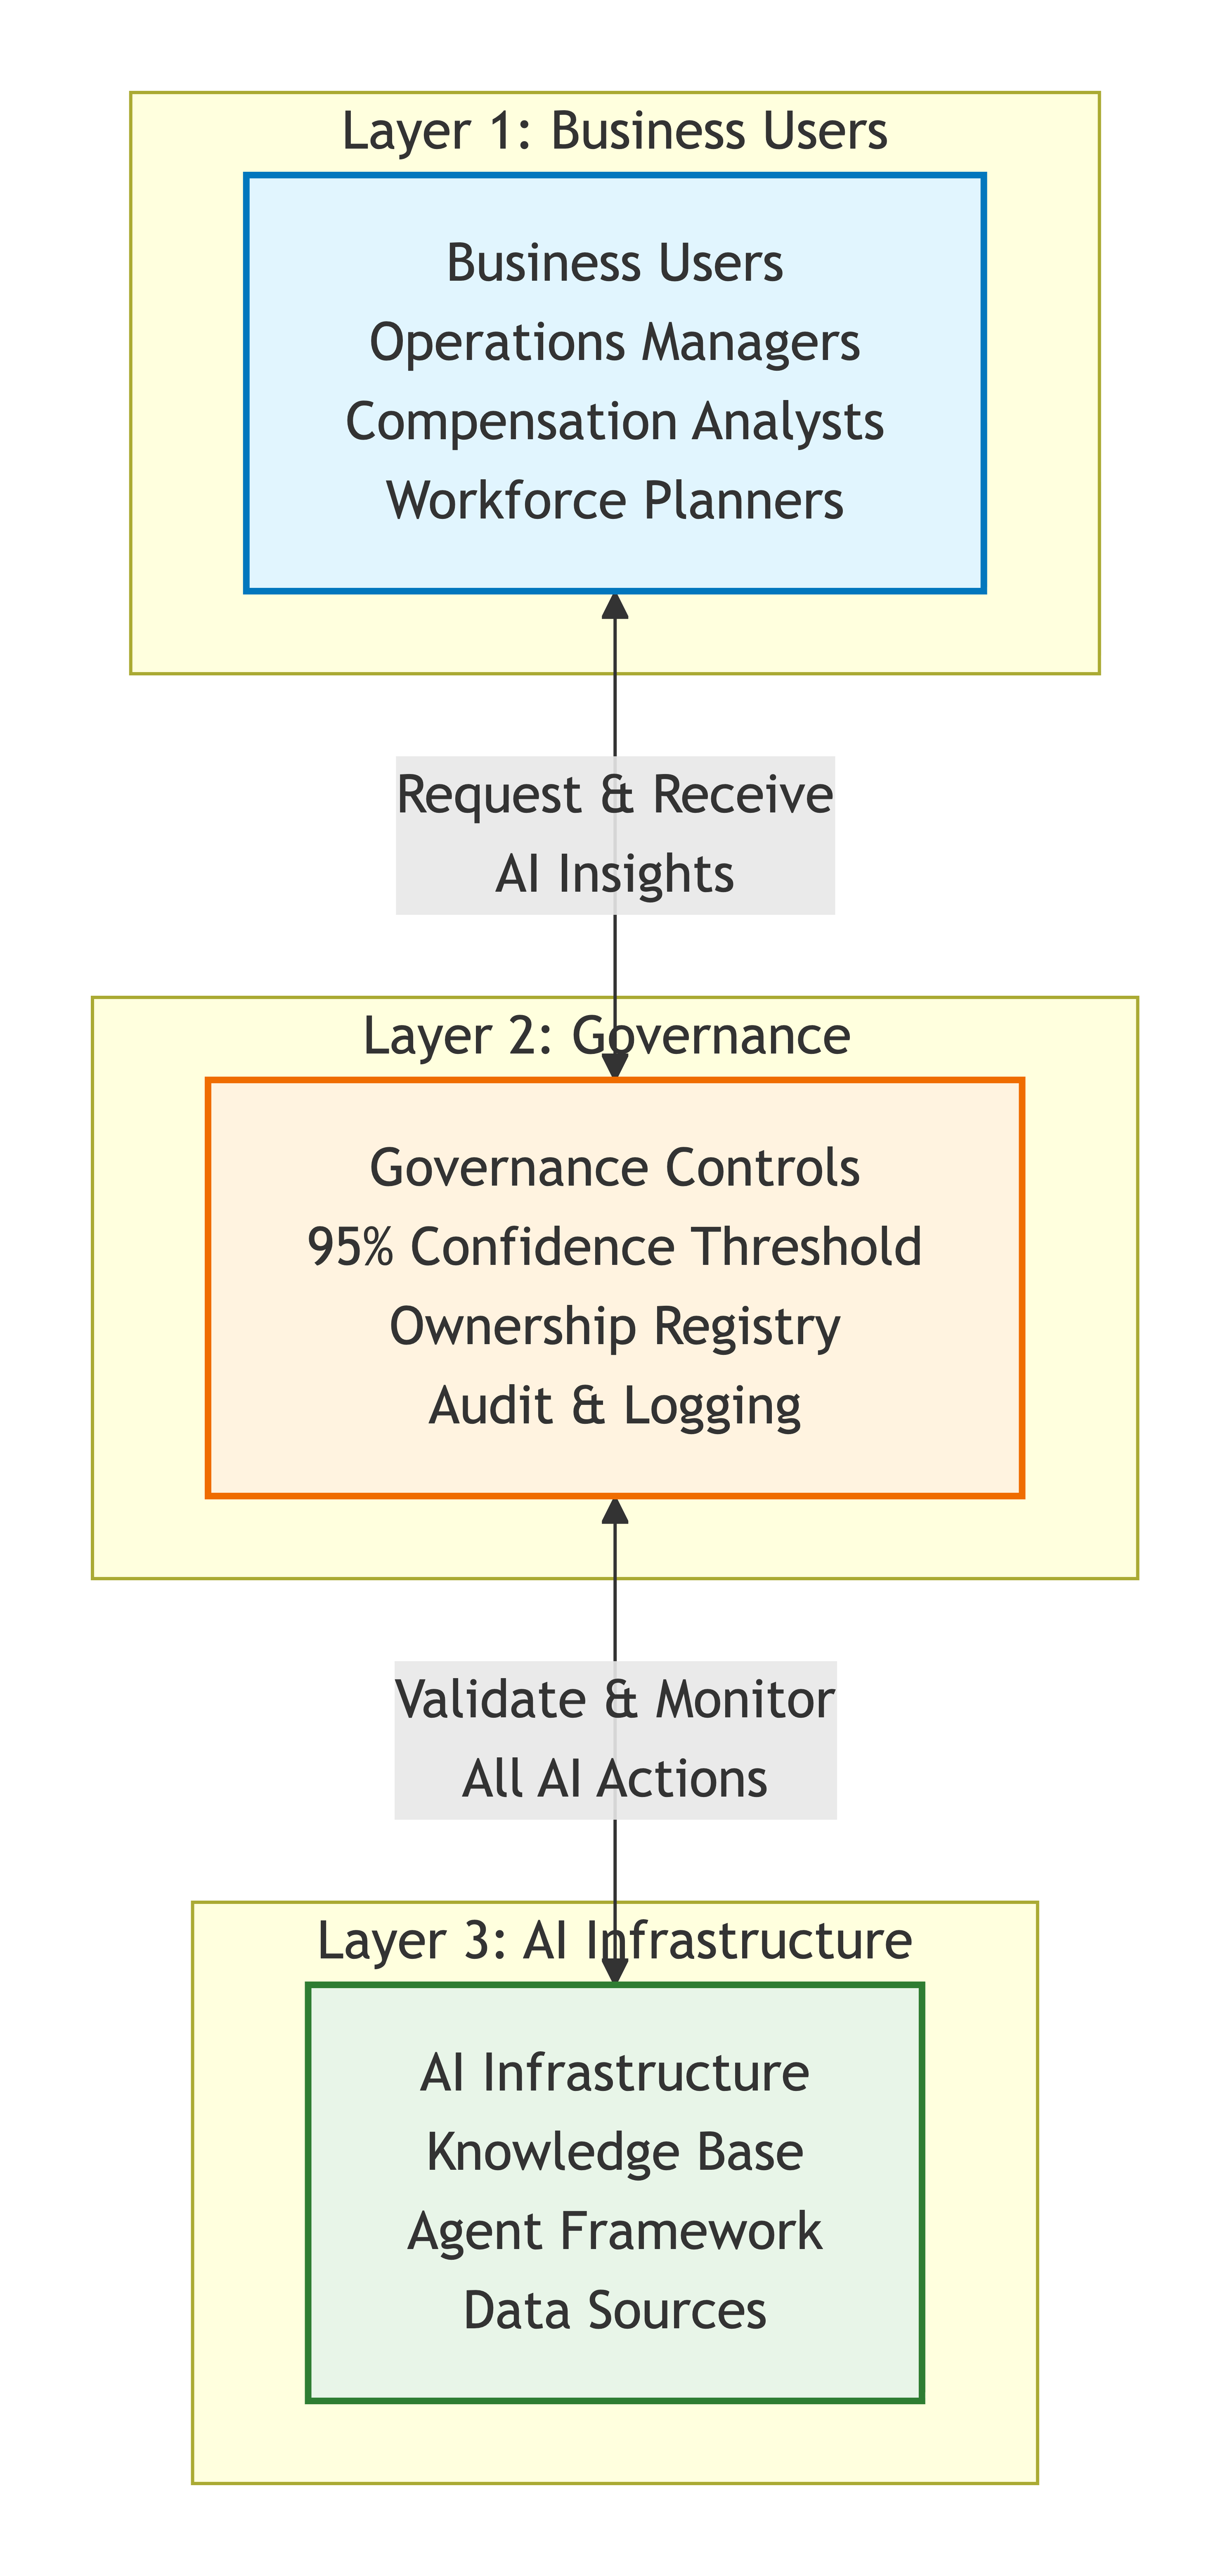 Layer 1: Business Users
Business Users
Operations Managers
Compensation Analysts
Workforce Planners
Request & Receive
AI Insights
Layer 2: Governance
Governance Controls
95% Confidence Threshold
Ownership Registry
Audit & Logging
Validate & Monitor
All AI Actions
Layer 3: AI Infrastructure
AI Infrastructure
Knowledge Base
Agent Framework
Data Sources